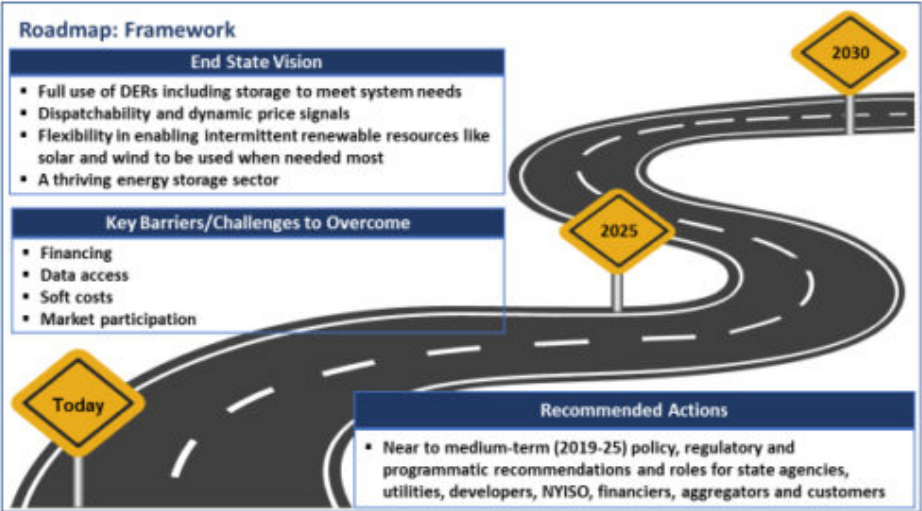 Roadmap: Framework
End State Vision
▪ Full use of DERs including storage to meet system needs
▪ Dispatchability and dynamic price signals
▪ Flexibility in enabling intermittent renewable resources like
solar and wind to be used when needed most
▪ A thriving energy storage sector
Key Barriers/Challenges to Overcome
▪ Financing
▪ Data access
▪ Soft costs
▪ Market participation
2030
2025
Today
Recommended Actions
▪ Near to medium-term (2019-25) policy, regulatory and
programmatic recommendations and roles for state agencies,
utilities, developers, NYISO, financiers, aggregators and customers